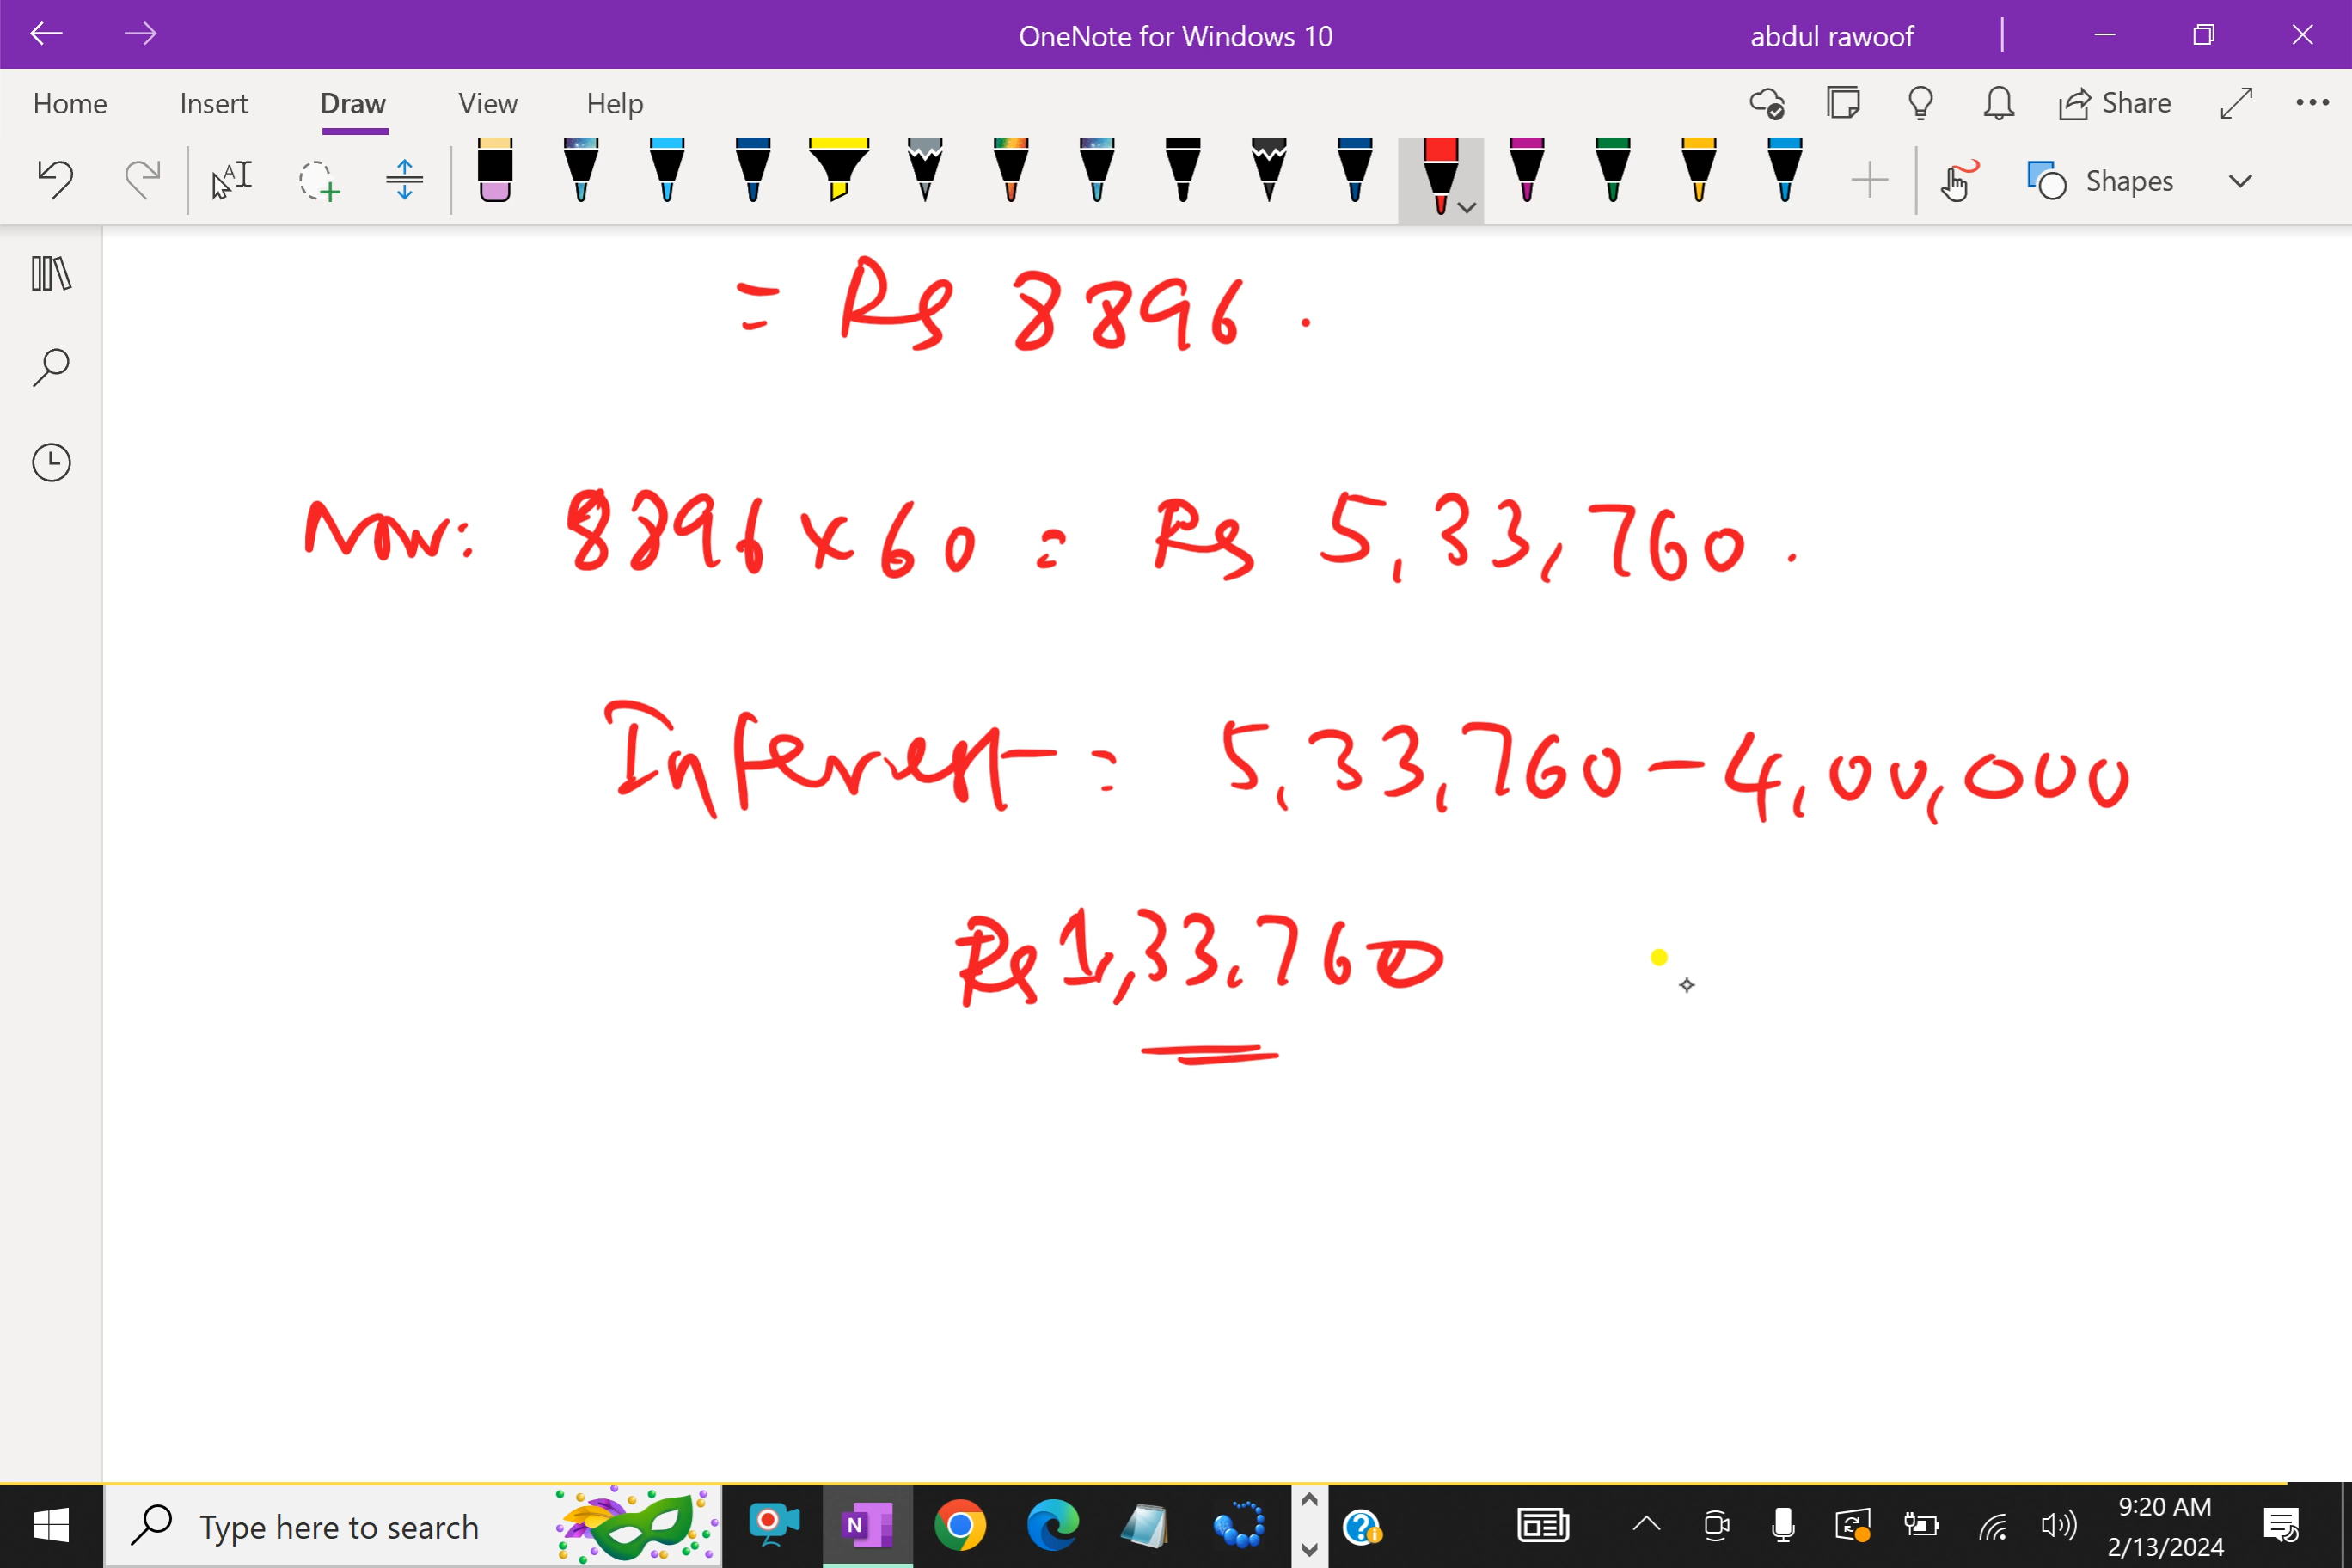 OneNote for Windows 10
abdul rawoof
Home Insert Draw View Help
Share
Shapes
= Rs 8896.
Now: 8896 x 60 = Rs 5,33,760.
Interest = 5,33,760 - 4,00,000
Rs 1,33,760
Type here to search
N
9:20 AM
2/13/2024